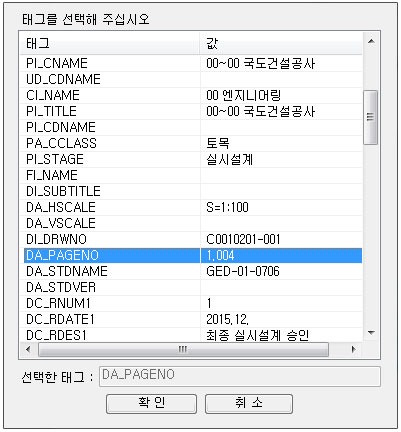 태그를 선택해 주십시오
태그 값
PI_CNAME 00~00 국도건설공사
UD_CDNAME
CI_NAME 00 엔지니어링
PI_TITLE 00~00 국도건설공사
PI_CDNAME
PA_CCLASS 토목
PI_STAGE 실시설계
FI_NAME
DI_SUBTITLE
DA_HSCALE S=1:100
DA_VSCALE
DI_DRWNO C0010201-001
DA_PAGENO 1,004
DA_STDNAME GED-01-0706
DA_STDVER
DC_RNUM1 1
DC_RDATE1 2015.12.
DC_RDES1 최종 실시설계 승인
선택한 태그 : DA_PAGENO
확 인 취 소